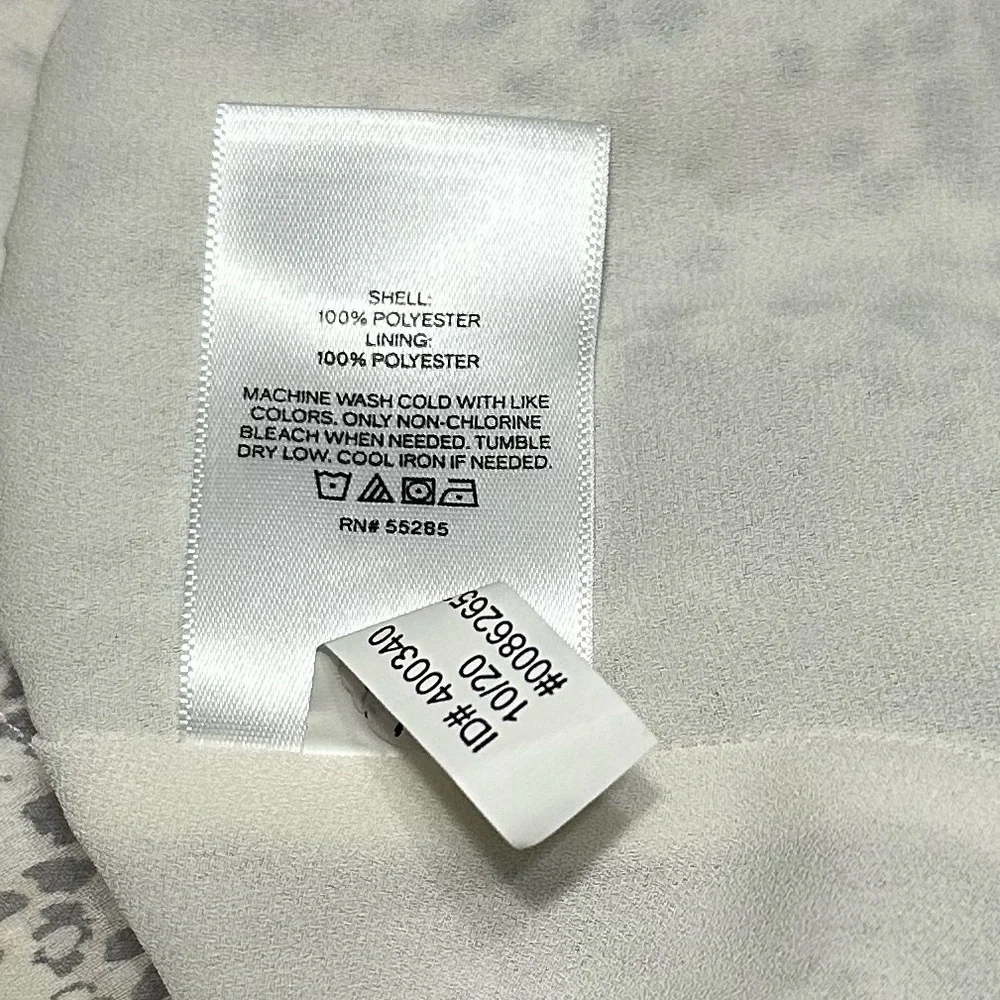 SHELL:
100% POLYESTER
LINING:
100% POLYESTER
MACHINE WASH COLD WITH LIKE
COLORS. ONLY NON-CHLORINE
BLEACH WHEN NEEDED. TUMBLE
DRY LOW. COOL IRON IF NEEDED.
RN# 55285
ID# 400340
10/20